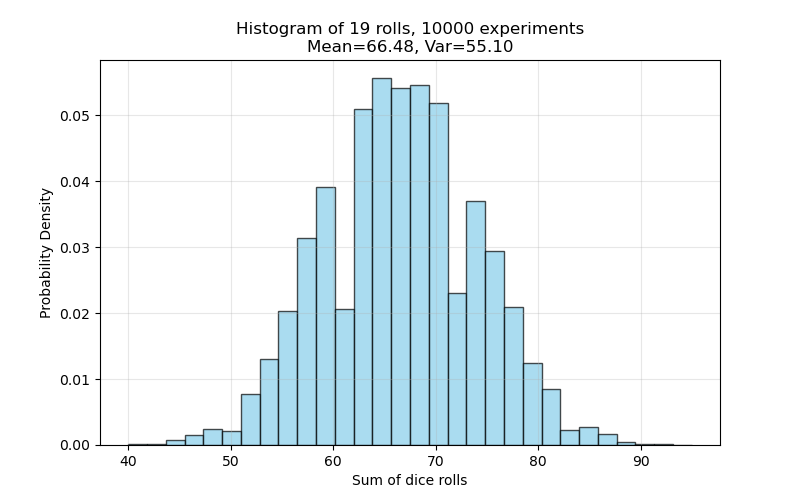 Histogram of 19 rolls, 10000 experiments
Mean=66.48, Var=55.10
Probability Density
0.05
0.04
0.03
0.02
0.01
0.00
40 50 60 70 80 90
Sum of dice rolls